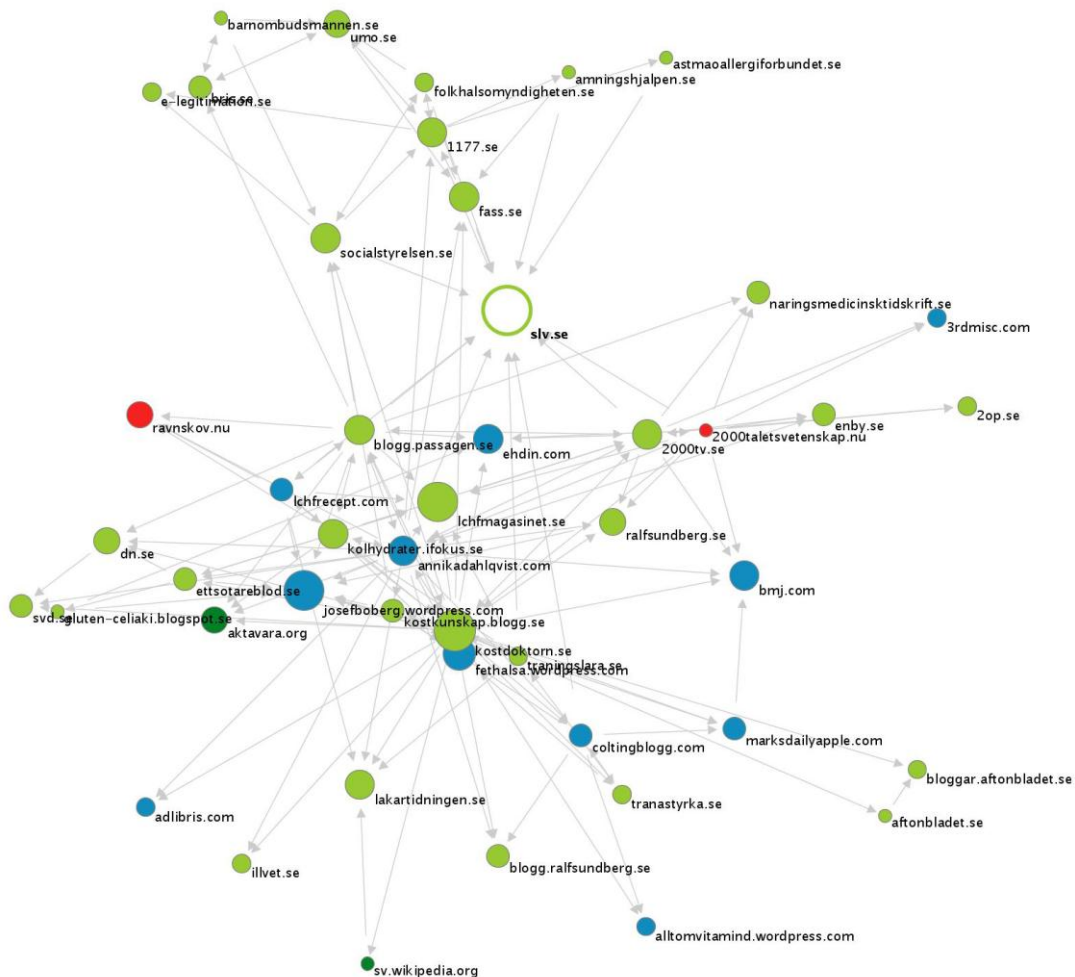 barnombudsmannen.se
umo.se
astmaoallergiforbundet.se
amningshjalpen.se
folkhalsomyndigheten.se
bris.se
e-legitimation.se
1177.se
fass.se
socialstyrelsen.se
naringsmedicinsktidskrift.se
3rdmisc.com
slv.se
2op.se
enby.se
ravnskov.nu
2000taletsvetenskap.nu
blogg.passagen.se
2000tv.se
ehdin.com
lchfrecept.com
lchfmagasinet.se
ralfsundberg.se
kolhydrater.ifokus.se
dn.se
annikadahlqvist.com
bmj.com
ettsotareblod.se
josefboberg.wordpress.com
svd.se
gluten-celiaki.blogspot.se
kostkunskap.blogg.se
aktavara.org
kostdoktorn.se
traningslara.se
fethalsa.wordpress.com
coltingblogg.com
marksdailyapple.com
bloggar.aftonbladet.se
lakartidningen.se
tranastyrka.se
adlibris.com
aftonbladet.se
blogg.ralfsundberg.se
illvet.se
alltomvitamind.wordpress.com
sv.wikipedia.org